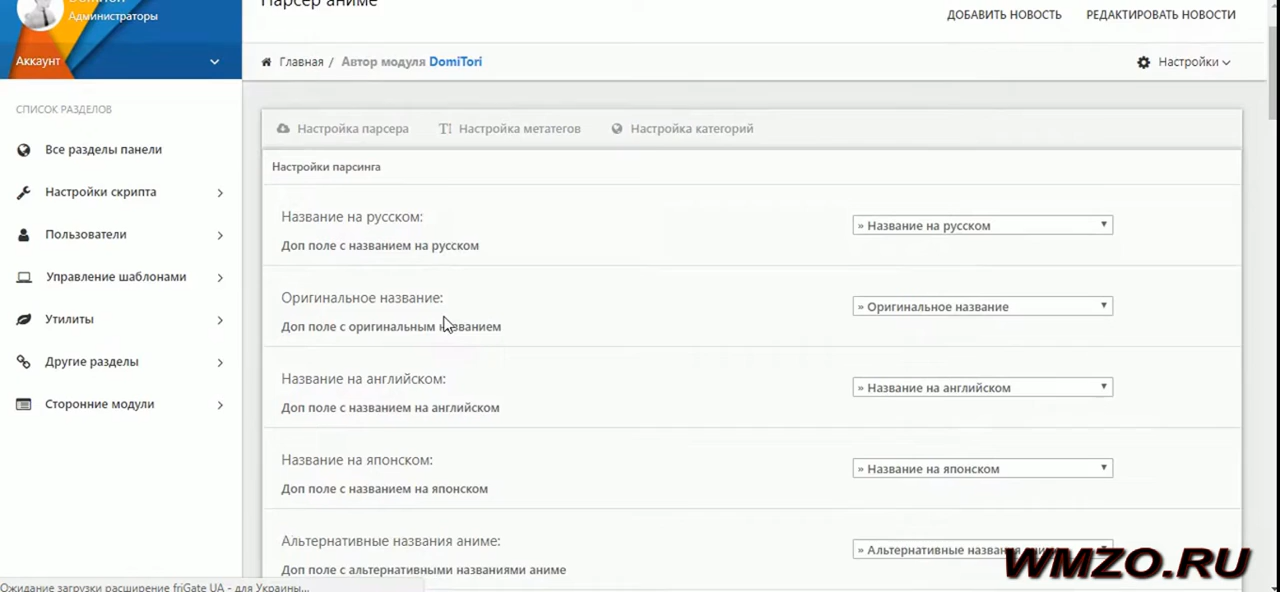 Парсер аниме
DomiTori
Администраторы
ДОБАВИТЬ НОВОСТЬ
РЕДАКТИРОВАТЬ НОВОСТИ
Аккаунт
Главная / Автор модуля DomiTori
Настройки
СПИСОК РАЗДЕЛОВ
Все разделы панели
Настройки скрипта
Пользователи
Управление шаблонами
Утилиты
Другие разделы
Сторонние модули
Настройка парсера
Настройка метатегов
Настройка категорий
Настройки парсинга
Название на русском:
Доп поле с названием на русском
» Название на русском
Оригинальное название:
Доп поле с оригинальным названием
» Оригинальное название
Название на английском:
Доп поле с названием на английском
» Название на английском
Название на японском:
Доп поле с названием на японском
» Название на японском
Альтернативные названия аниме:
Доп поле с альтернативными названиями аниме
» Альтернативные названия аниме
WMZO.RU
Ожидание загрузки расширение friGate UA - для Украины...